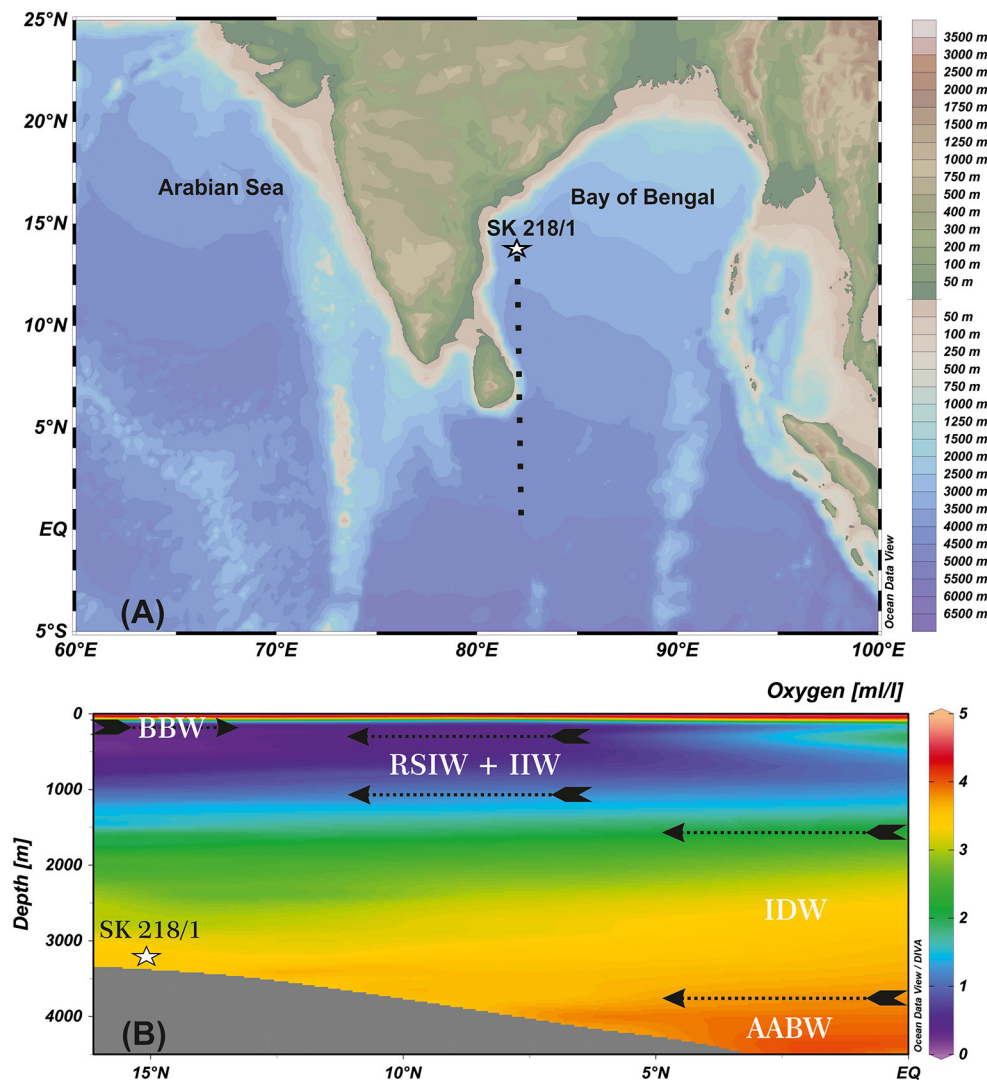 25°N
20°N
15°N
10°N
5°N
EQ
5°S
60°E
70°E
80°E
90°E
100°E
Arabian Sea
Bay of Bengal
SK 218/1
(A)
Ocean Data View
3500 m
3000 m
2500 m
2000 m
1750 m
1500 m
1250 m
1000 m
750 m
500 m
400 m
300 m
200 m
100 m
50 m
50 m
100 m
250 m
500 m
750 m
1000 m
1250 m
1500 m
2000 m
2500 m
3000 m
3500 m
4000 m
4500 m
5000 m
5500 m
6000 m
6500 m
Oxygen [ml/l]
Depth [m]
0
1000
2000
3000
4000
BBW
RSIW + IIW
IDW
SK 218/1
AABW
(B)
15°N
10°N
5°N
EQ
Ocean Data View / DIVA
5
4
3
2
1
0